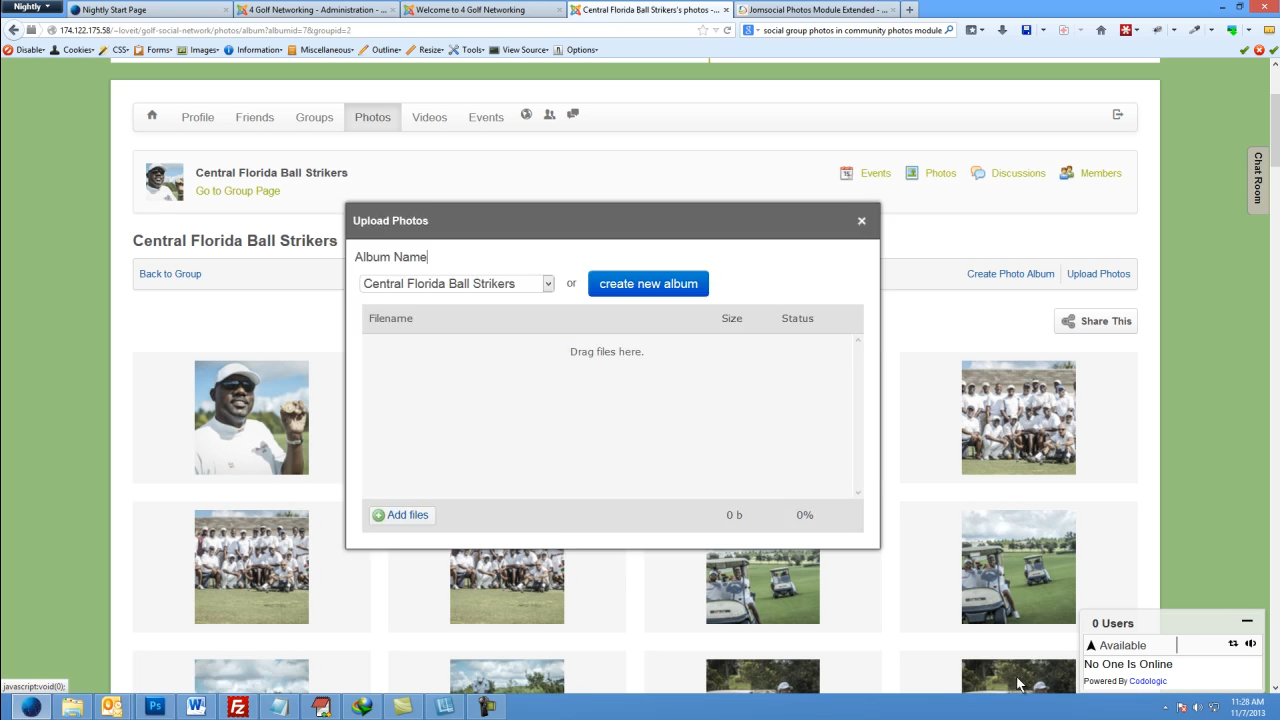 Nightly
Nightly Start Page
4 Golf Networking - Administration - ...
Welcome to 4 Golf Networking
Central Florida Ball Strikers's photos - ...
Jomsocial Photos Module Extended - ...
174.122.175.58/~loveit/golf-social-network/photos/album?albumid=7&groupid=2
social group photos in community photos module
Disable
Cookies
CSS
Forms
Images
Information
Miscellaneous
Outline
Resize
Tools
View Source
Options
Profile
Friends
Groups
Photos
Videos
Events
Central Florida Ball Strikers
Go to Group Page
Events
Photos
Discussions
Members
Chat Room
Upload Photos
Central Florida Ball Strikers
Back to Group
Create Photo Album
Upload Photos
Share This
Album Name
Central Florida Ball Strikers
or
create new album
Filename
Size
Status
Drag files here.
Add files
0 b
0%
0 Users
Available
No One Is Online
Powered By Codologic
javascript:void(0);
11:28 AM
11/7/2013